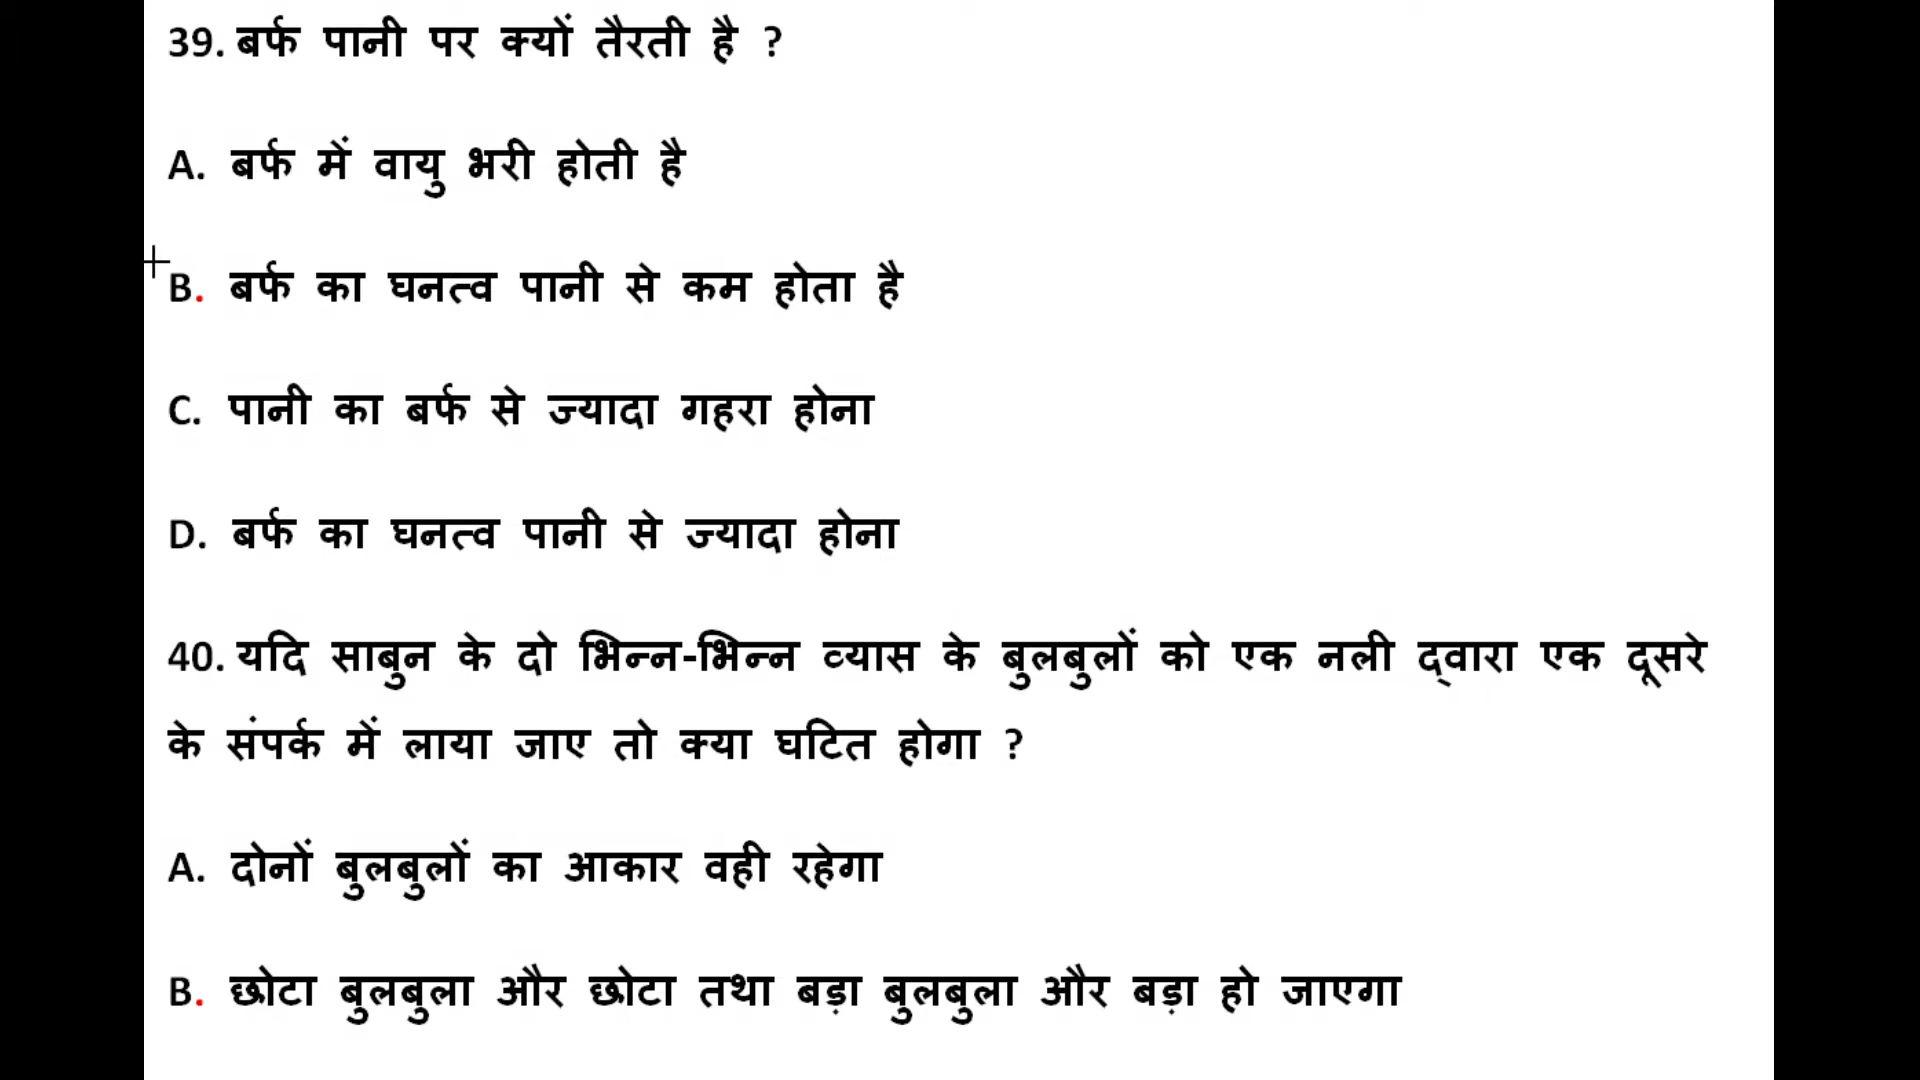 39. बर्फ पानी पर क्यों तैरती है ?
A. बर्फ में वायु भरी होती है
B. बर्फ का घनत्व पानी से कम होता है
C. पानी का बर्फ से ज्यादा गहरा होना
D. बर्फ का घनत्व पानी से ज्यादा होना
40. यदि साबुन के दो भिन्न-भिन्न व्यास के बुलबुलों को एक नली द्वारा एक दूसरे
के संपर्क में लाया जाए तो क्या घटित होगा ?
A. दोनों बुलबुलों का आकार वही रहेगा
B. छोटा बुलबुला और छोटा तथा बड़ा बुलबुला और बड़ा हो जाएगा